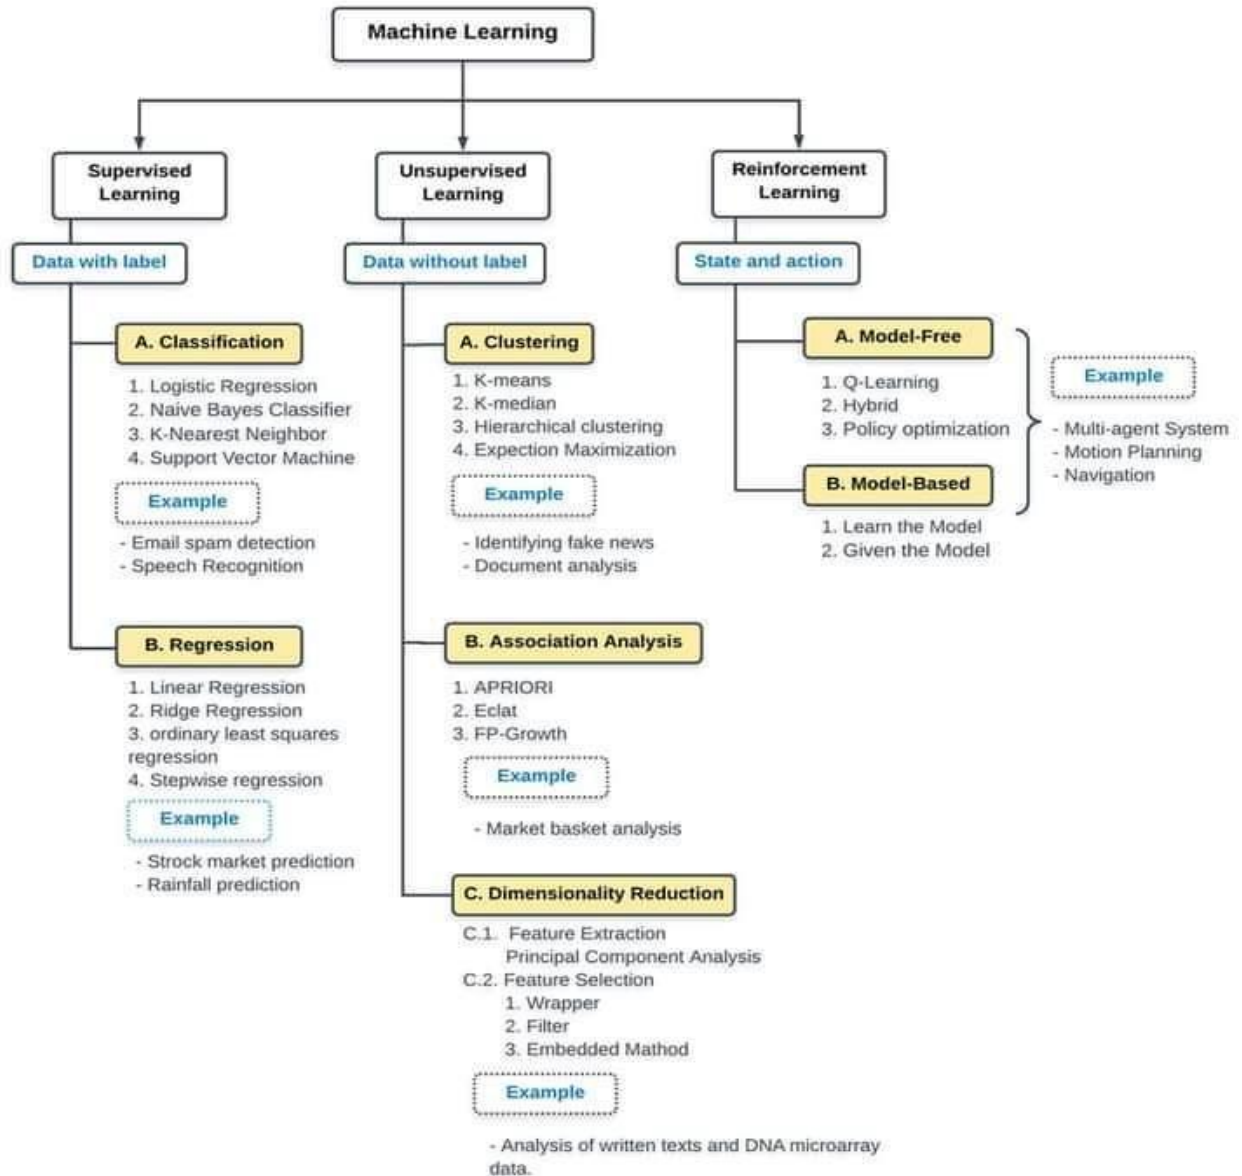 Machine Learning
Supervised
Learning
Data with label
A. Classification
1. Logistic Regression
2. Naive Bayes Classifier
3. K-Nearest Neighbor
4. Support Vector Machine
Example
- Email spam detection
- Speech Recognition
B. Regression
1. Linear Regression
2. Ridge Regression
3. ordinary least squares
regression
4. Stepwise regression
Example
- Strock market prediction
- Rainfall prediction
Unsupervised
Learning
Data without label
A. Clustering
1. K-means
2. K-median
3. Hierarchical clustering
4. Expection Maximization
Example
- Identifying fake news
- Document analysis
B. Association Analysis
1. APRIORI
2. Eclat
3. FP-Growth
Example
- Market basket analysis
C. Dimensionality Reduction
C.1. Feature Extraction
Principal Component Analysis
C.2. Feature Selection
1. Wrapper
2. Filter
3. Embedded Mathod
Example
- Analysis of written texts and DNA microarray
data.
Reinforcement
Learning
State and action
A. Model-Free
1. Q-Learning
2. Hybrid
3. Policy optimization
B. Model-Based
1. Learn the Model
2. Given the Model
Example
- Multi-agent System
- Motion Planning
- Navigation